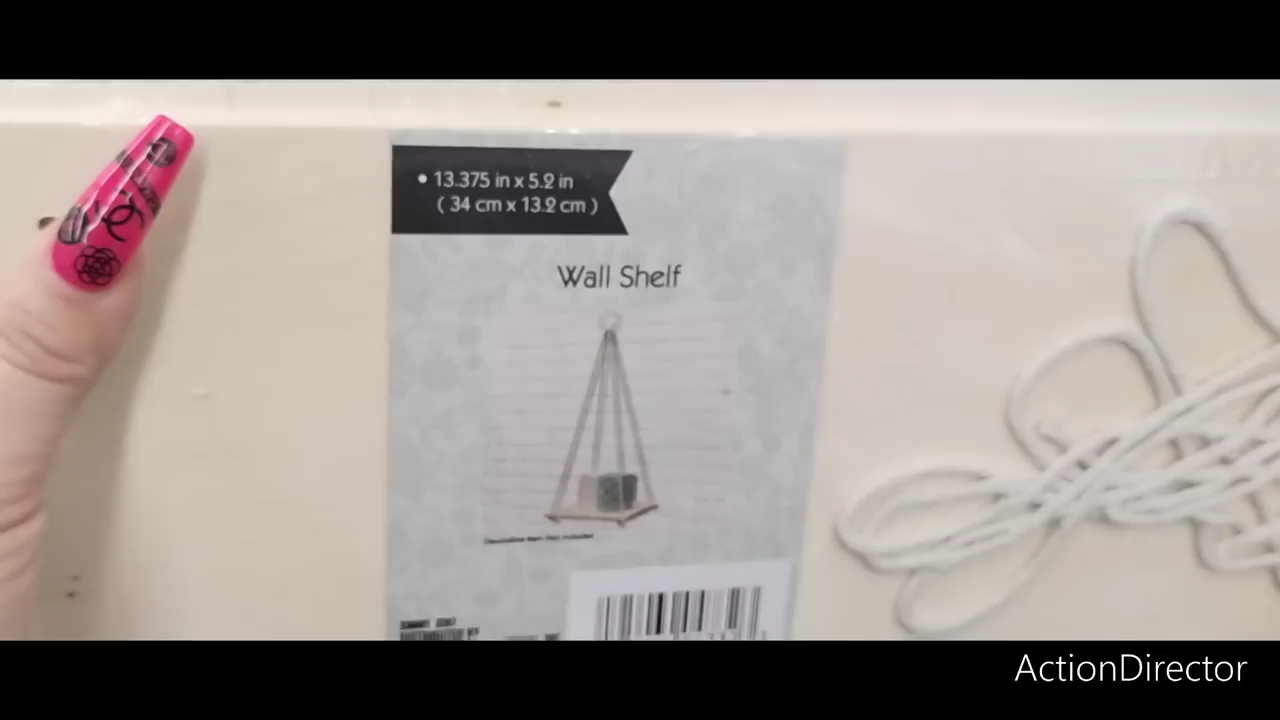 • 13.375 in x 5.2 in
( 34 cm x 13.2 cm )
Wall Shelf
ActionDirector